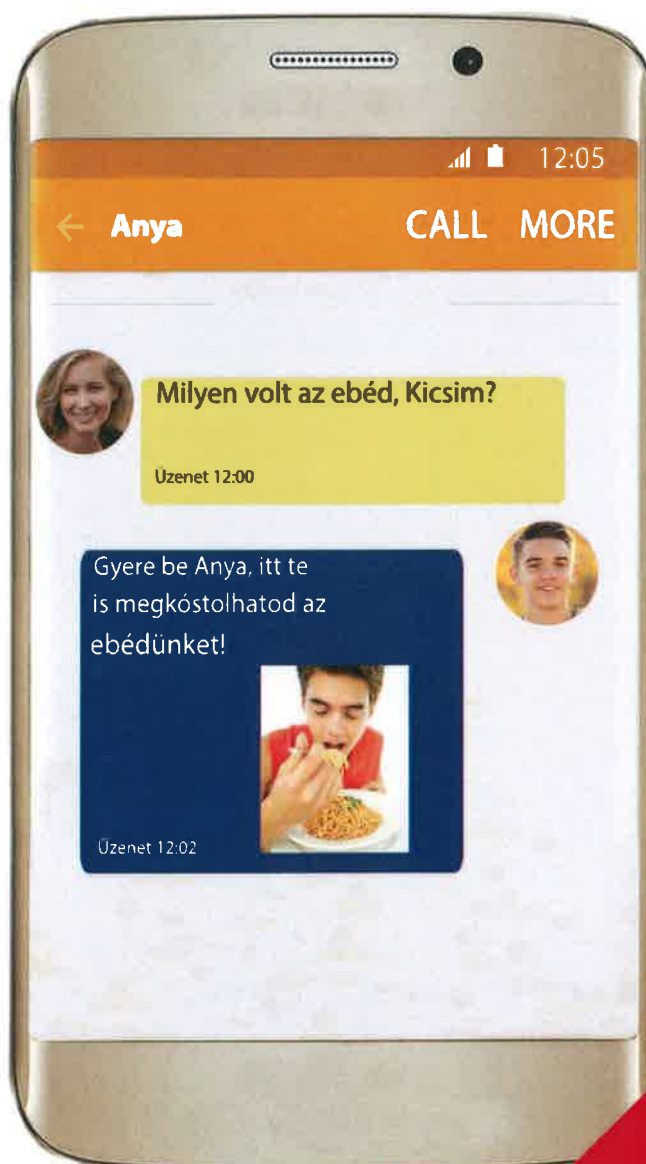 12:05
← Anya CALL MORE
Milyen volt az ebéd, Kicsim?
Üzenet 12:00
Gyere be Anya, itt te
is megkóstolhatod az
ebédünket!
Üzenet 12:02